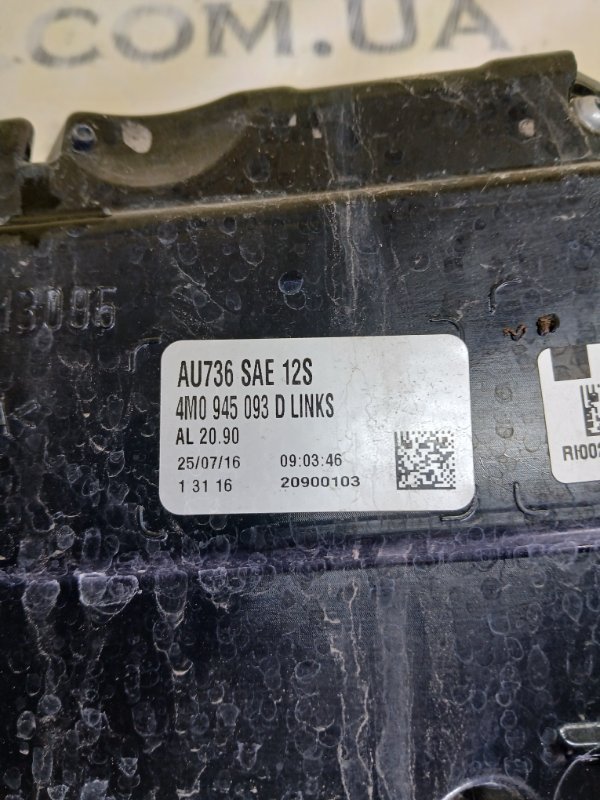 .COM.UA
13095
AU736 SAE 12S
4M0 945 093 D LINKS
AL 20.90
25/07/16 09:03:46
1 31 16 20900103